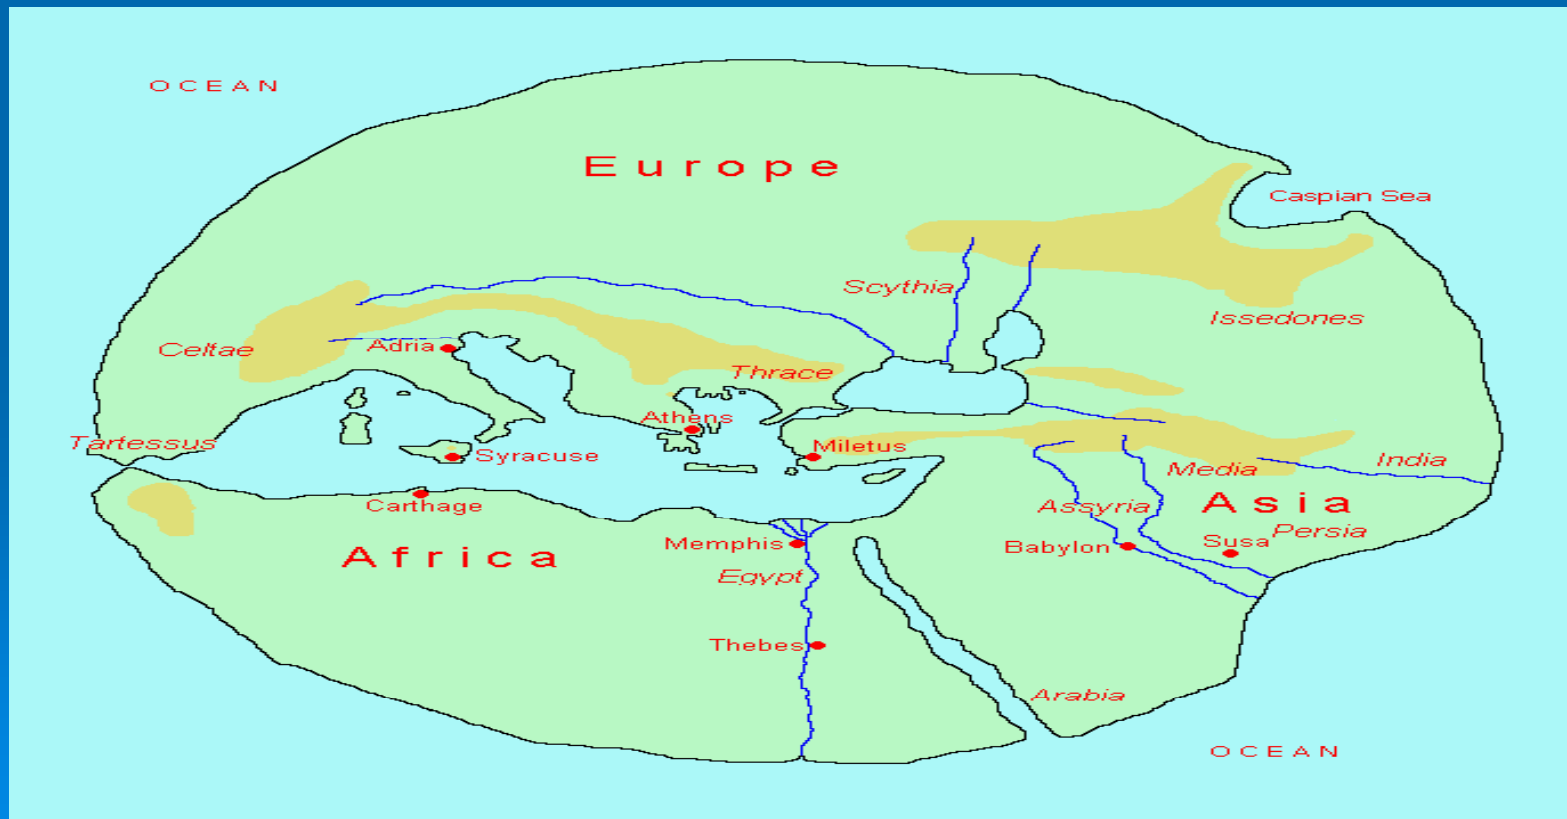 OCEAN
Europe
Caspian Sea
Scythia
Issedones
Celtae
Adria
Thrace
Athens
Tartessus
Syracuse
Miletus
Media
India
Carthage
Assyria
Asia
Africa
Memphis
Babylon
Susa
Persia
Egypt
Thebes
Arabia
OCEAN